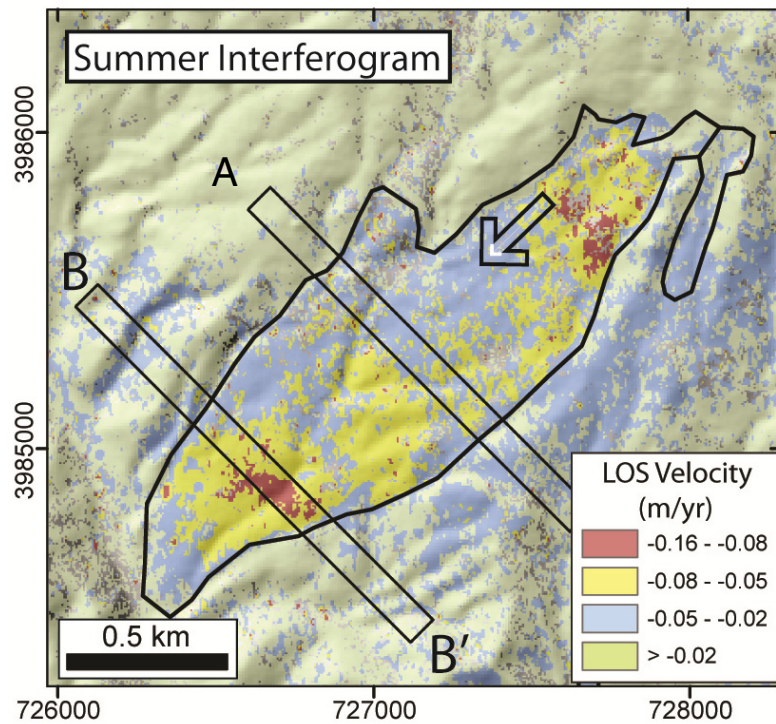 Summer Interferogram
3986000
A
B
3985000
LOS Velocity
(m/yr)
-0.16 - -0.08
-0.08 - -0.05
-0.05 - -0.02
> -0.02
0.5 km
B′
726000
727000
728000